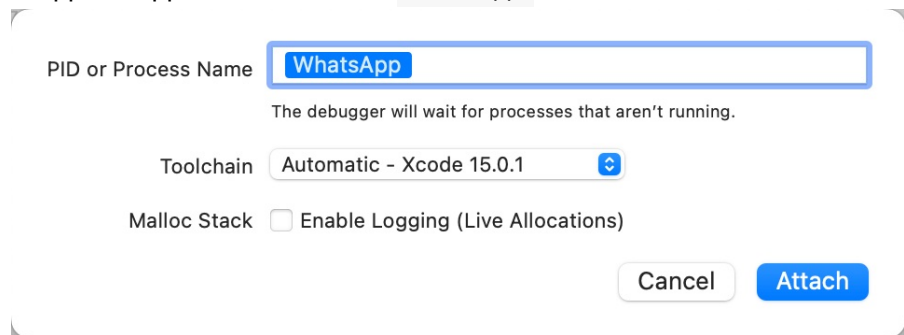 PID or Process Name WhatsApp
The debugger will wait for processes that aren't running.
Toolchain Automatic - Xcode 15.0.1
Malloc Stack Enable Logging (Live Allocations)
Cancel Attach